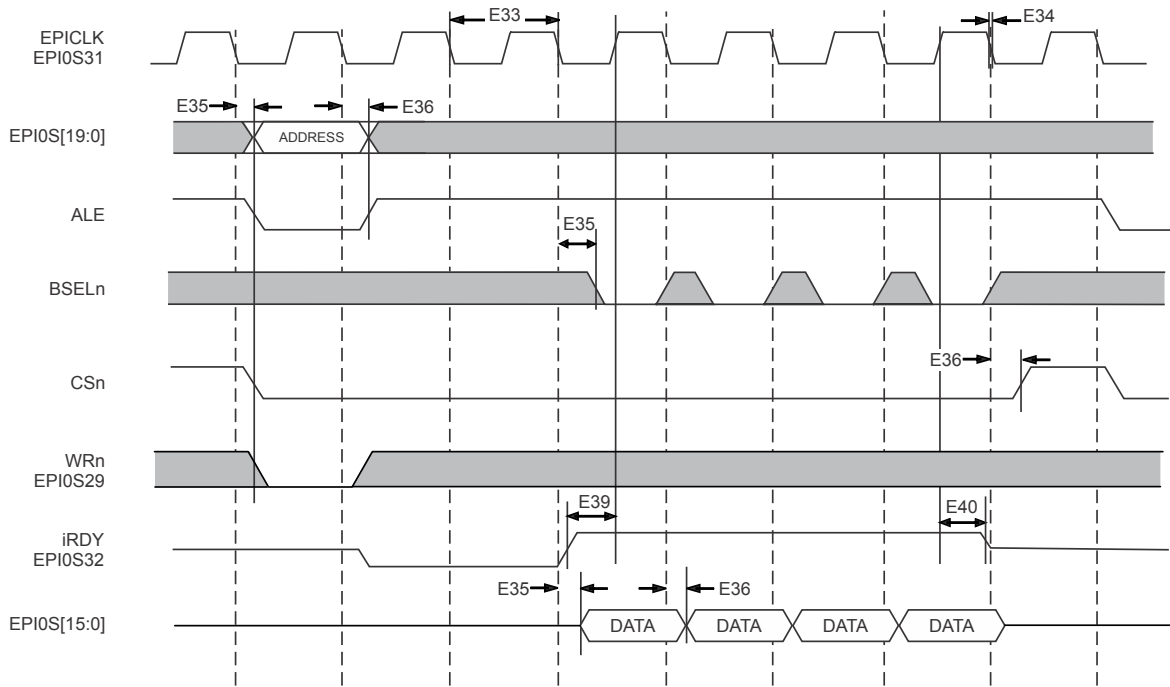 E33
E34
EPICLK
EPI0S31
E35
E36
EPI0S[19:0]
ADDRESS
ALE
E35
BSELn
E36
CSn
WRn
EPI0S29
E39
E40
iRDY
EPI0S32
E35
E36
EPI0S[15:0]
DATA DATA DATA DATA